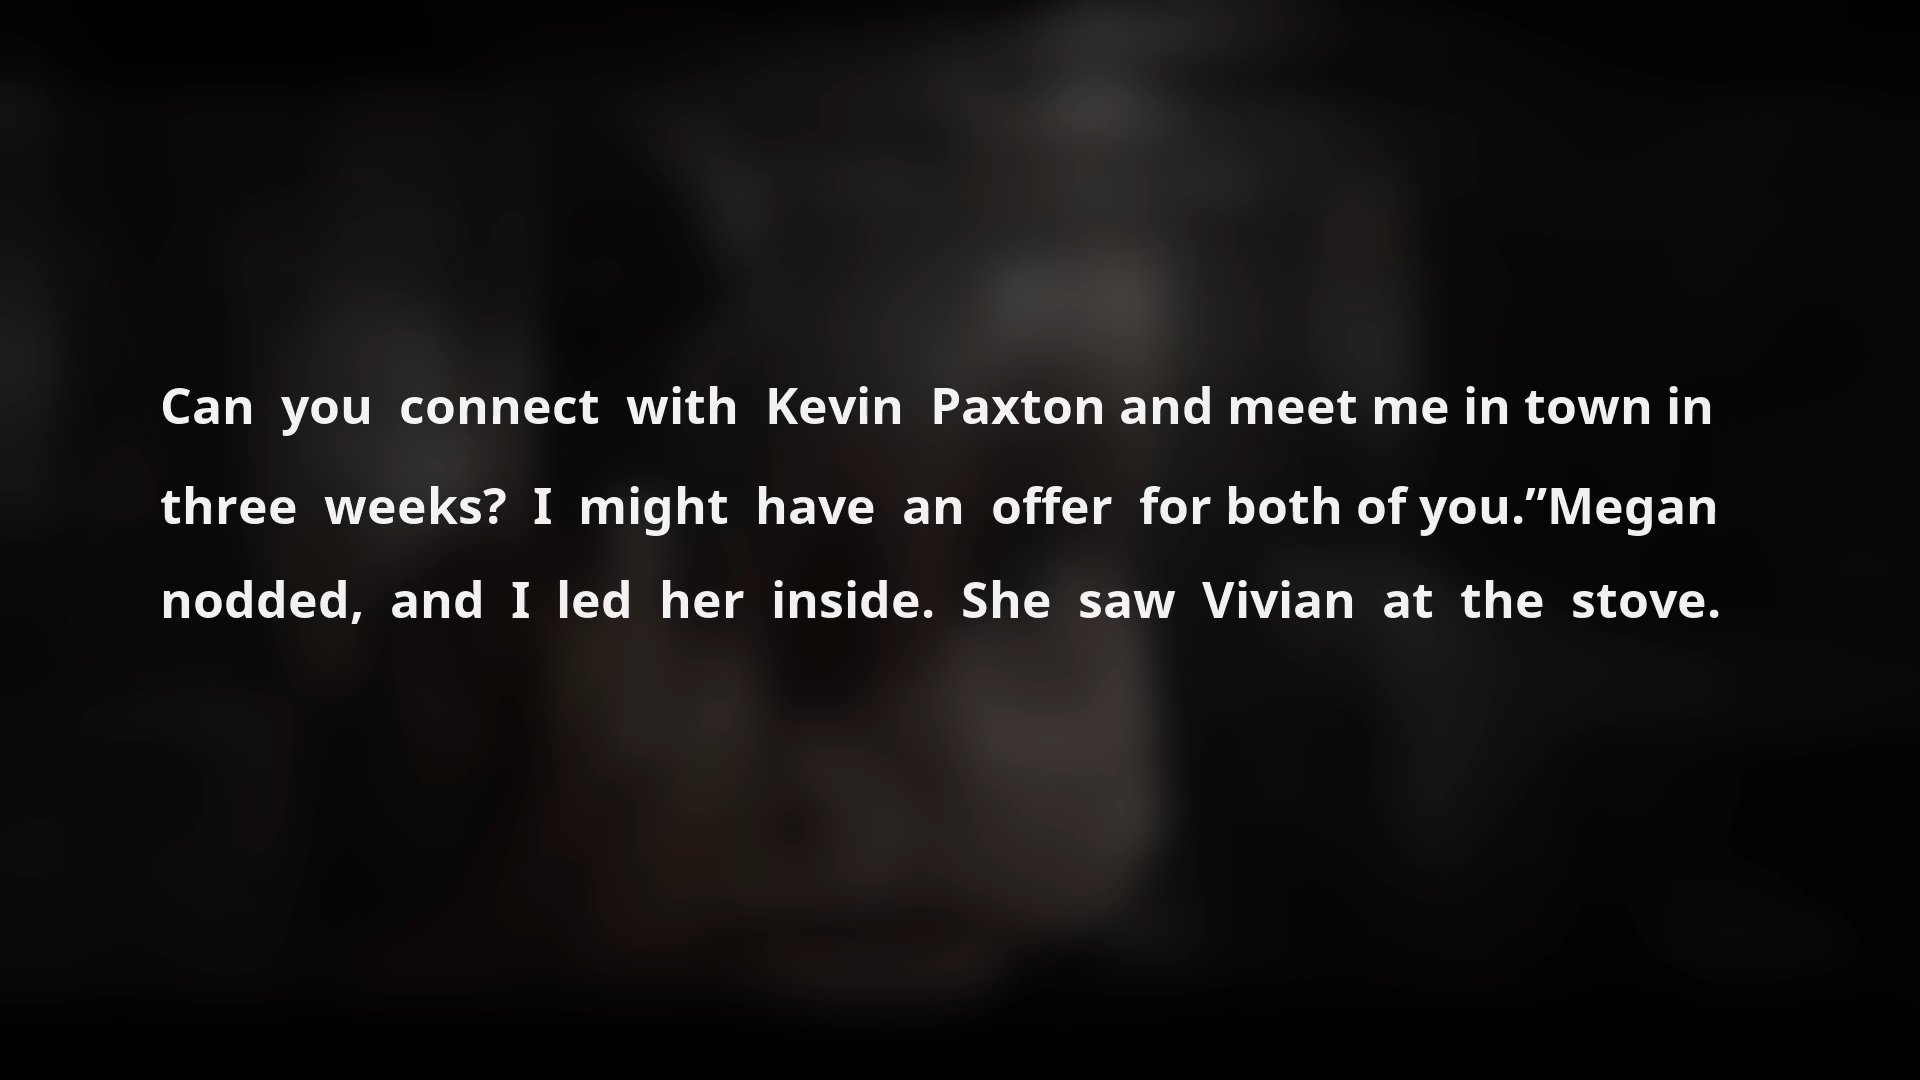 Can you connect with Kevin Paxton and meet me in town in
three weeks? I might have an offer for both of you.”Megan
nodded, and I led her inside. She saw Vivian at the stove.